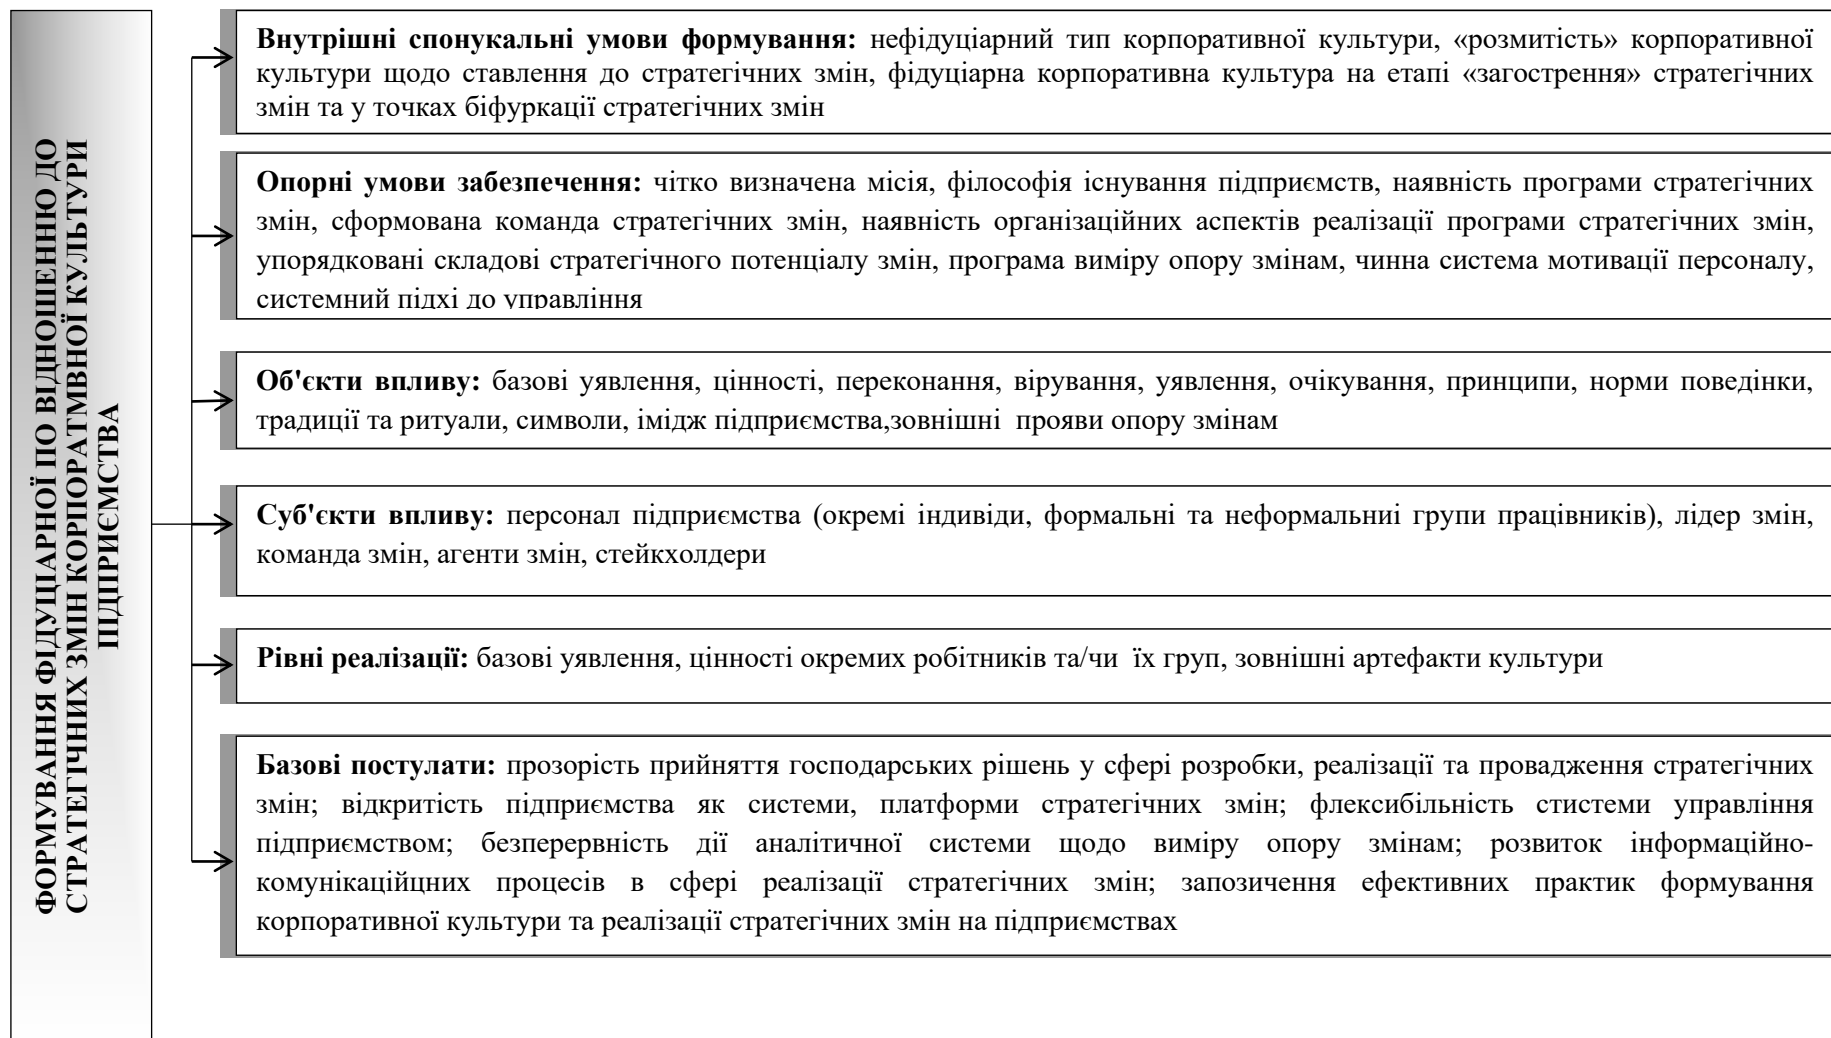 ФОРМУВАННЯ ФІДУЦІАРНОЇ ПО ВІДНОШЕННЮ ДО
СТРАТЕГІЧНИХ ЗМІН КОРПОРАТМВНОЇ КУЛЬТУРИ
ПІДПРИЄМСТВА
Внутрішні спонукальні умови формування: нефідуціарний тип корпоративної культури, «розмитість» корпоративної
культури щодо ставлення до стратегічних змін, фідуціарна корпоративна культура на етапі «загострення» стратегічних
змін та у точках біфуркації стратегічних змін
Опорні умови забезпечення: чітко визначена місія, філософія існування підприємств, наявність програми стратегічних
змін, сформована команда стратегічних змін, наявність організаційних аспектів реалізації програми стратегічних змін,
упорядковані складові стратегічного потенціалу змін, програма виміру опору змінам, чинна система мотивації персоналу,
системний підхі до управління
Об'єкти впливу: базові уявлення, цінності, переконання, вірування, уявлення, очікування, принципи, норми поведінки,
традиції та ритуали, символи, імідж підприємства,зовнішні прояви опору змінам
Суб'єкти впливу: персонал підприємства (окремі індивіди, формальні та неформальниі групи працівників), лідер змін,
команда змін, агенти змін, стейкхолдери
Рівні реалізації: базові уявлення, цінності окремих робітників та/чи їх груп, зовнішні артефакти культури
Базові постулати: прозорість прийняття господарських рішень у сфері розробки, реалізації та провадження стратегічних
змін; відкритість підприємства як системи, платформи стратегічних змін; флексибільність стистеми управління
підприємством; безперервність дії аналітичної системи щодо виміру опору змінам; розвиток інформаційно-
комунікаційцних процесів в сфері реалізації стратегічних змін; запозичення ефективних практик формування
корпоративної культури та реалізації стратегічних змін на підприємствах